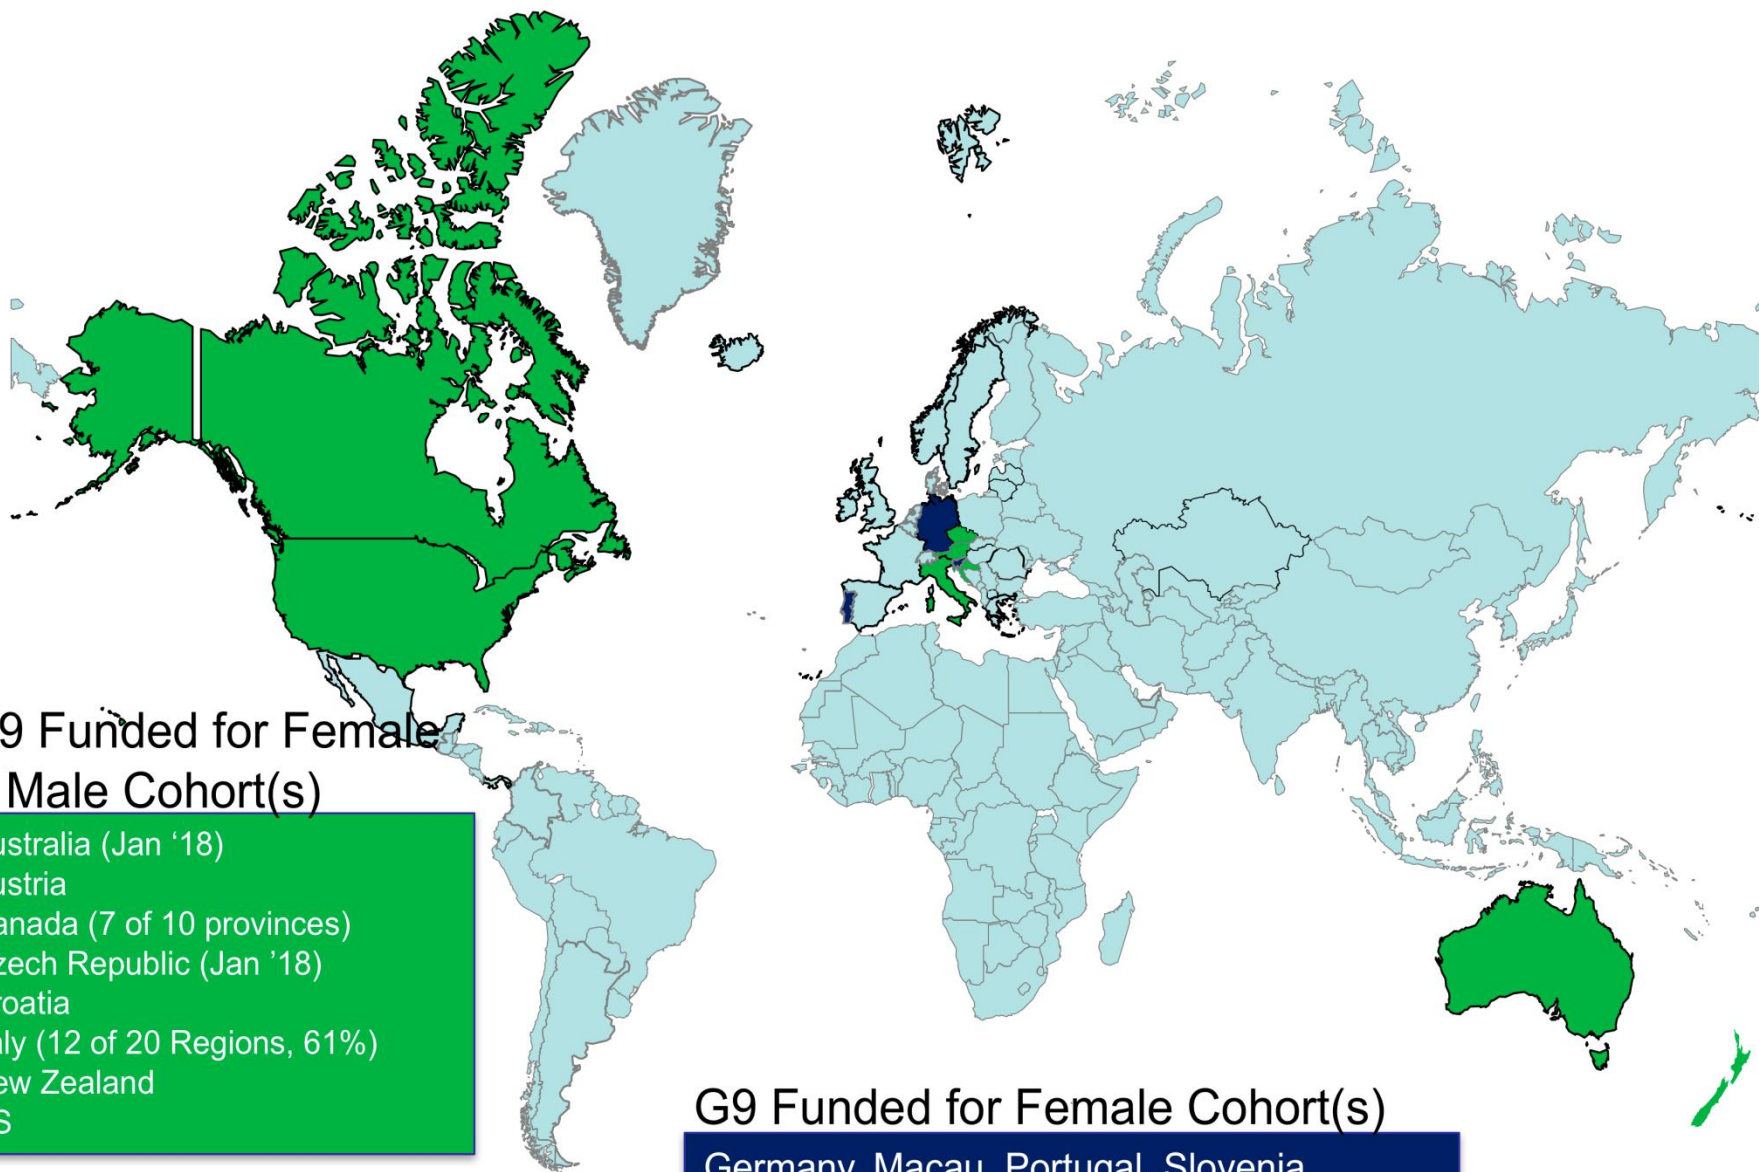 9 Funded for Female
Male Cohort(s)
ustralia (Jan ‘18)
ustria
anada (7 of 10 provinces)
zech Republic (Jan ’18)
roatia
aly (12 of 20 Regions, 61%)
ew Zealand
S
G9 Funded for Female Cohort(s)
Germany, Macau, Portugal, Slovenia